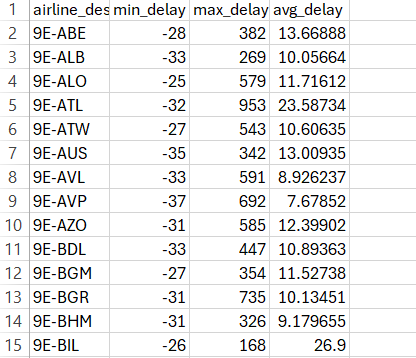 1 airline_des min_delay max_delay avg_delay
2 9E-ABE -28 382 13.66888
3 9E-ALB -33 269 10.05664
4 9E-ALO -25 579 11.71612
5 9E-ATL -32 953 23.58734
6 9E-ATW -27 543 10.60635
7 9E-AUS -35 342 13.00935
8 9E-AVL -33 591 8.926237
9 9E-AVP -37 692 7.67852
10 9E-AZO -31 585 12.39902
11 9E-BDL -33 447 10.89363
12 9E-BGM -27 354 11.52738
13 9E-BGR -31 735 10.13451
14 9E-BHM -31 326 9.179655
15 9E-BIL -26 168 26.9